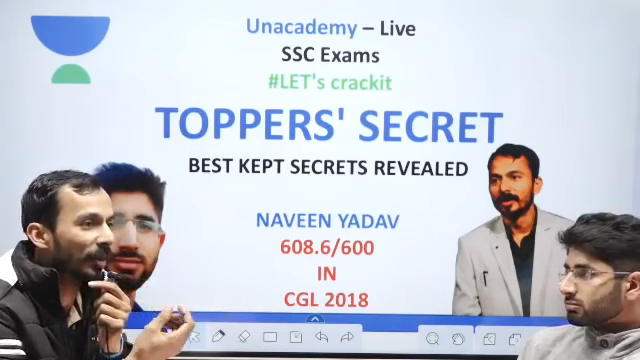 Unacademy – Live
SSC Exams
#LET's crackit
TOPPERS' SECRET
BEST KEPT SECRETS REVEALED
NAVEEN YADAV
608.6/600
IN
CGL 2018